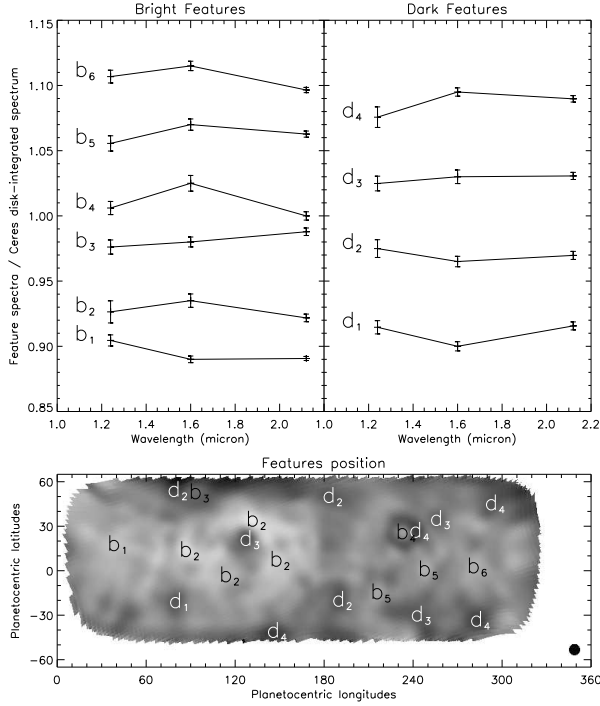 Bright Features
Dark Features
Feature spectra / Ceres disk-integrated spectrum
1.15
1.10
1.05
1.00
0.95
0.90
0.85
b6
b5
b4
b3
b2
b1
d4
d3
d2
d1
1.0 1.2 1.4 1.6 1.8 2.0 1.0 1.2 1.4 1.6 1.8 2.0 2.2
Wavelength (micron)
Wavelength (micron)
Features position
Planetocentric latitudes
60
30
0
-30
-60
d2 b3 d2 d4
b2 d3
b1 b2 d3 b2 b4 d4
b2 b5 b6
d1 d2 b5
d4 d3 d4
0 60 120 180 240 300 360
Planetocentric longitudes